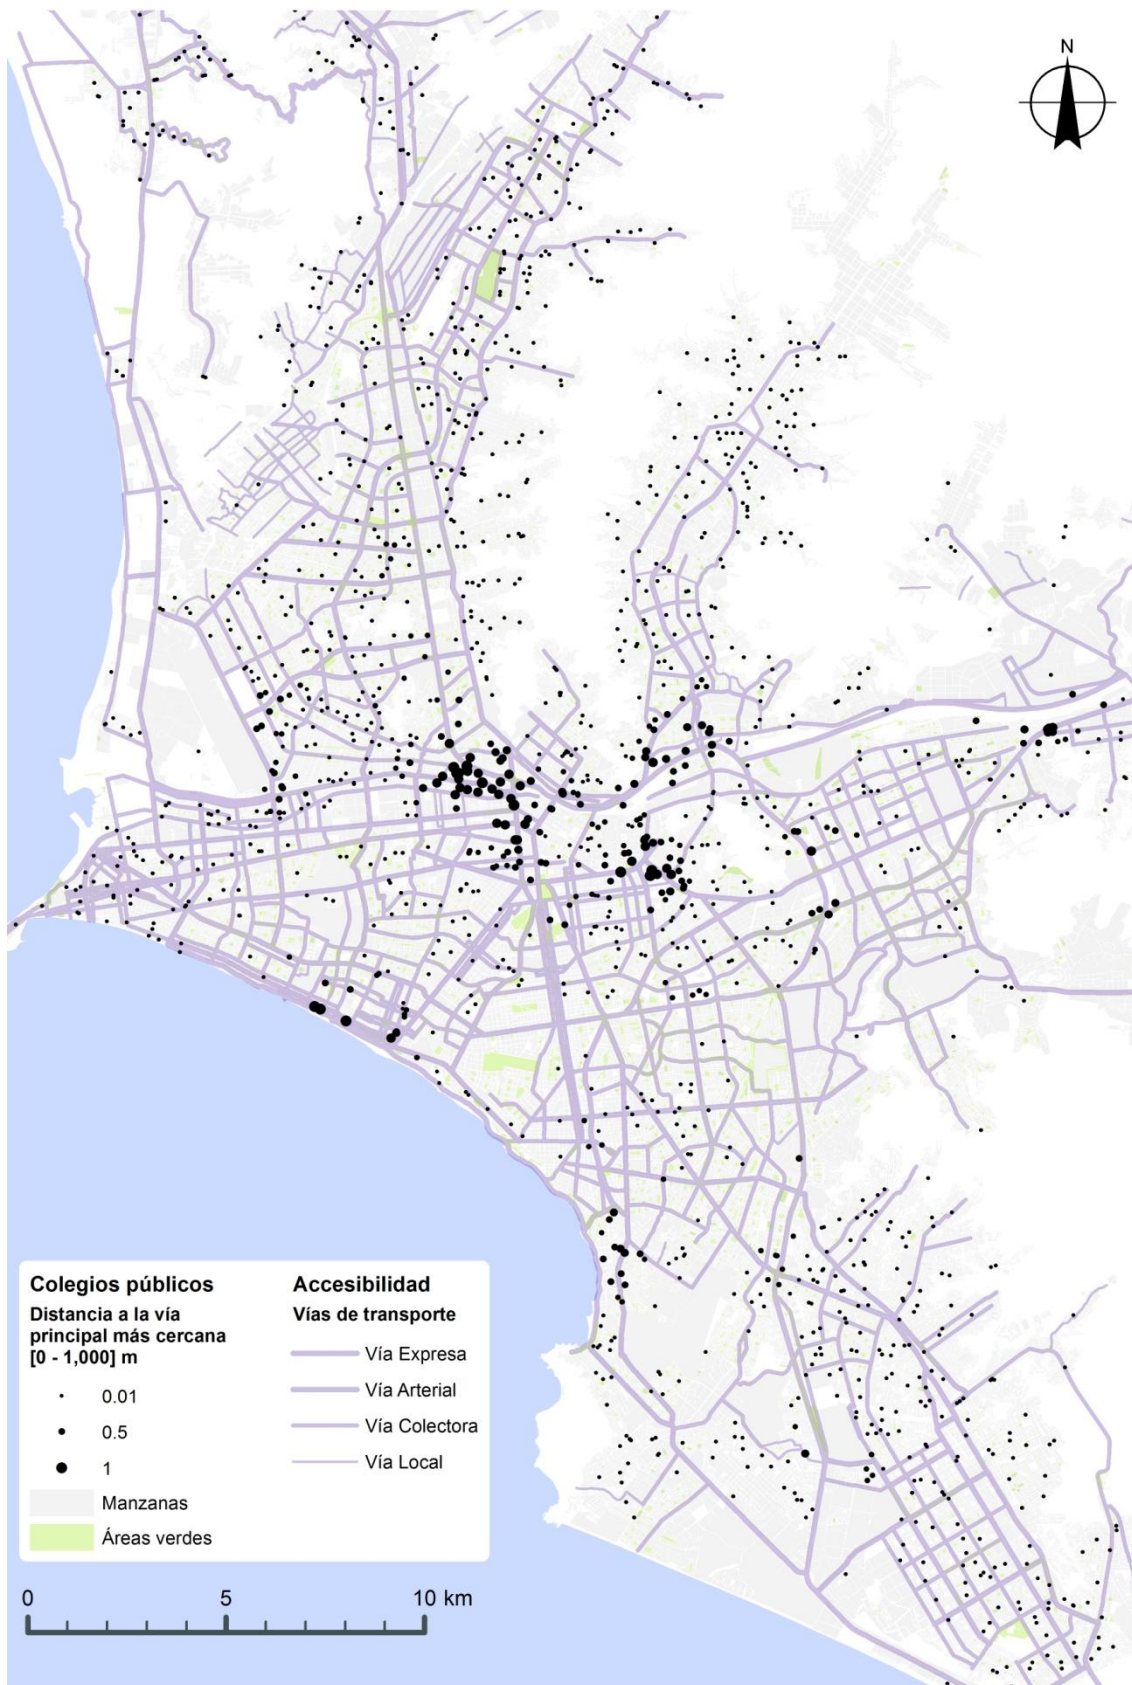 N
Colegios públicos
Distancia a la vía
principal más cercana
[0 - 1,000] m
0.01
0.5
1
Manzanas
Áreas verdes
Accesibilidad
Vías de transporte
Vía Expresa
Vía Arterial
Vía Colectora
Vía Local
0 5 10 km